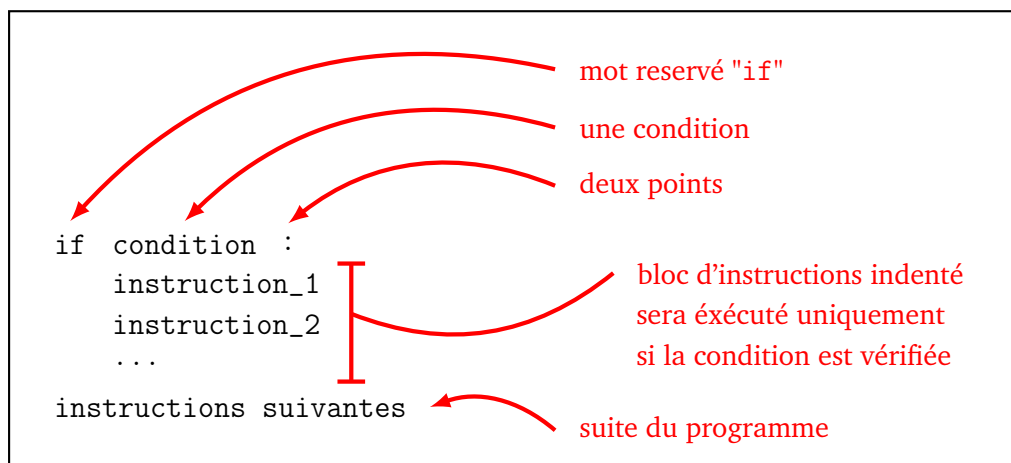 mot reservé "if"
une condition
deux points
if condition :
instruction_1
instruction_2
...
instructions suivantes
bloc d'instructions indenté
sera éxécuté uniquement
si la condition est vérifiée
suite du programme